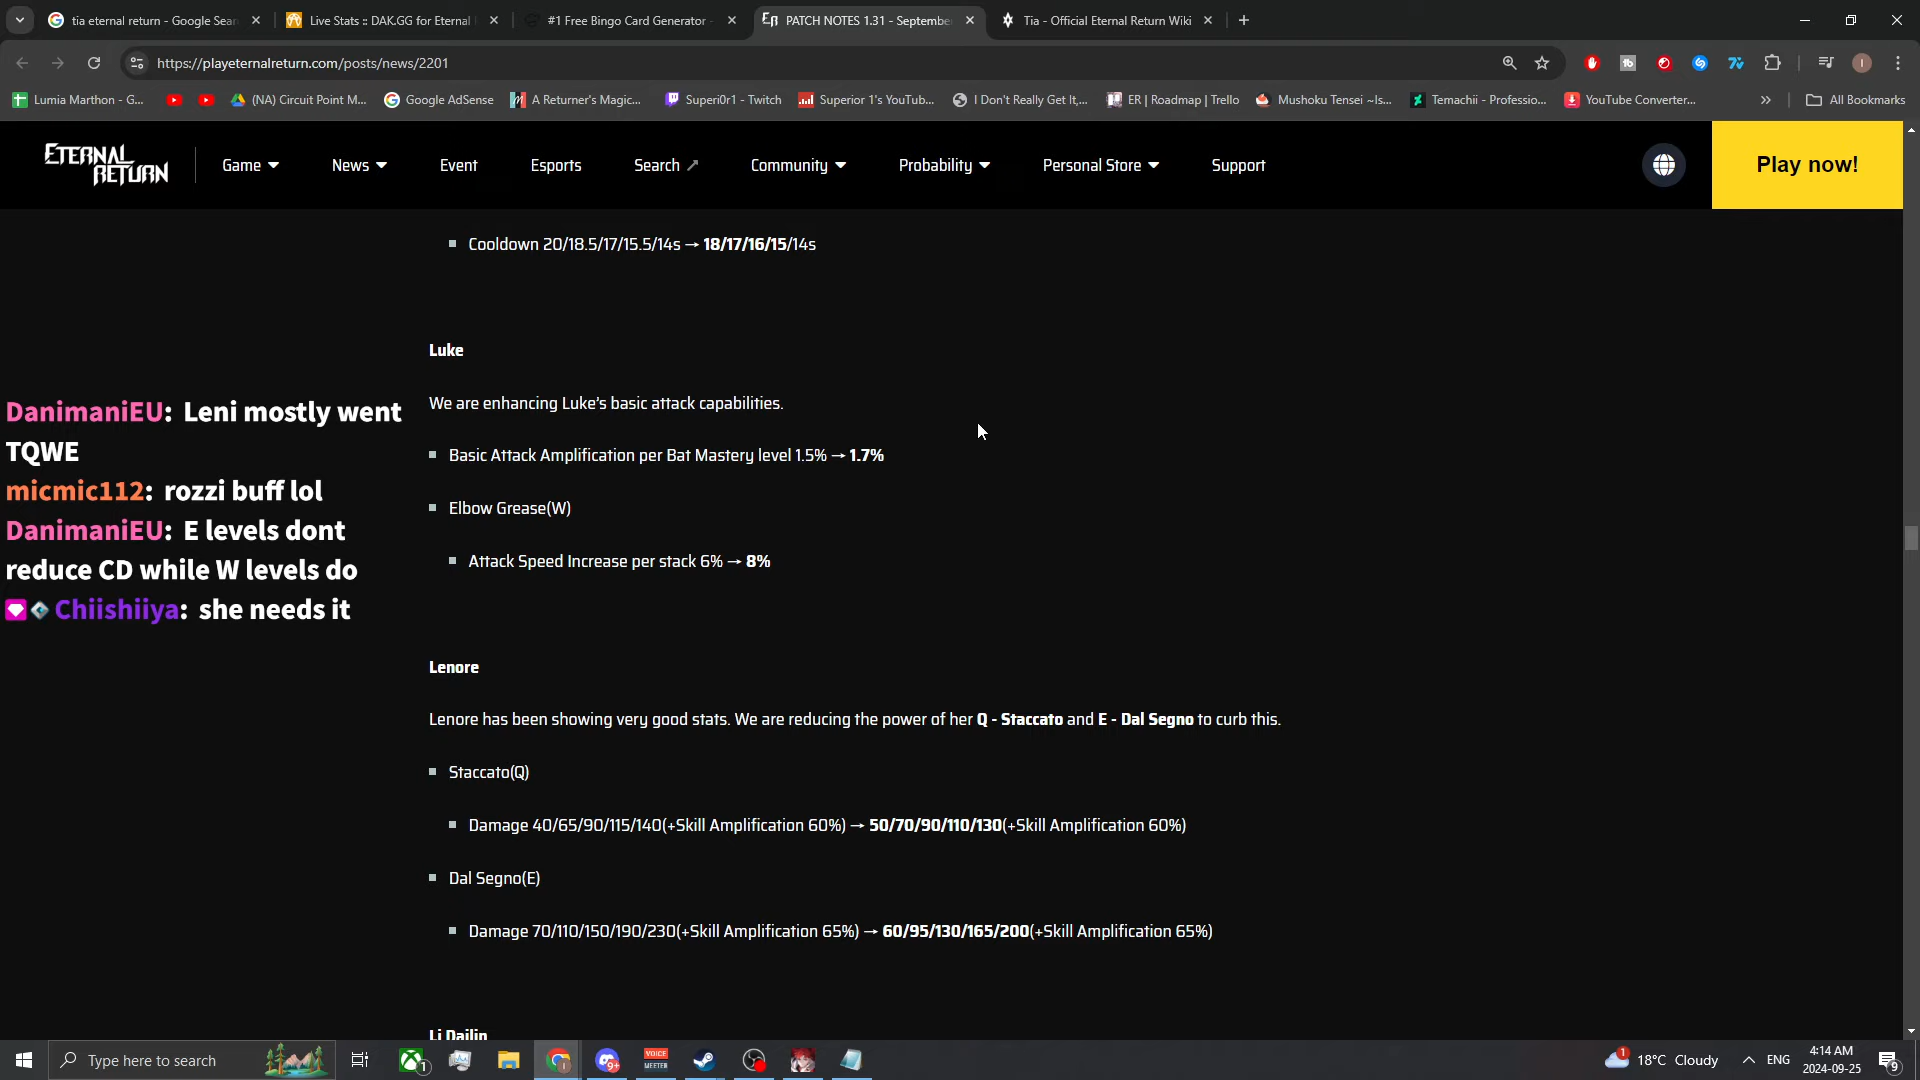 tia eternal return - Google Sear
Live Stats :: DAK.GG for Eternal
#1 Free Bingo Card Generator -
PATCH NOTES 1.31 - Septembe
Tia - Official Eternal Return Wiki
https://playeternalreturn.com/posts/news/2201
Lumia Marthon - G...
(NA) Circuit Point M...
Google AdSense
A Returner's Magic...
Superi0r1 - Twitch
Superior 1's YouTub...
I Don't Really Get It,...
ER | Roadmap | Trello
Mushoku Tensei ~Is...
Temachii - Professio...
YouTube Converter...
All Bookmarks
ETERNAL RETURN
Game
News
Event
Esports
Search
Community
Probability
Personal Store
Support
Play now!
Cooldown 20/18.5/17/15.5/14s → 18/17/16/15/14s
Luke
We are enhancing Luke's basic attack capabilities.
Basic Attack Amplification per Bat Mastery level 1.5% → 1.7%
Elbow Grease(W)
Attack Speed Increase per stack 6% → 8%
Lenore
Lenore has been showing very good stats. We are reducing the power of her Q - Staccato and E - Dal Segno to curb this.
Staccato(Q)
Damage 40/65/90/115/140(+Skill Amplification 60%) → 50/70/90/110/130(+Skill Amplification 60%)
Dal Segno(E)
Damage 70/110/150/190/230(+Skill Amplification 65%) → 60/95/130/165/200(+Skill Amplification 65%)
Li Dailin
DanimaniEU: Leni mostly went
TQWE
micmic112: rozzi buff lol
DanimaniEU: E levels dont
reduce CD while W levels do
Chiishiiya: she needs it
Type here to search
VOICE
MEETER
18°C Cloudy
ENG
4:14 AM
2024-09-25